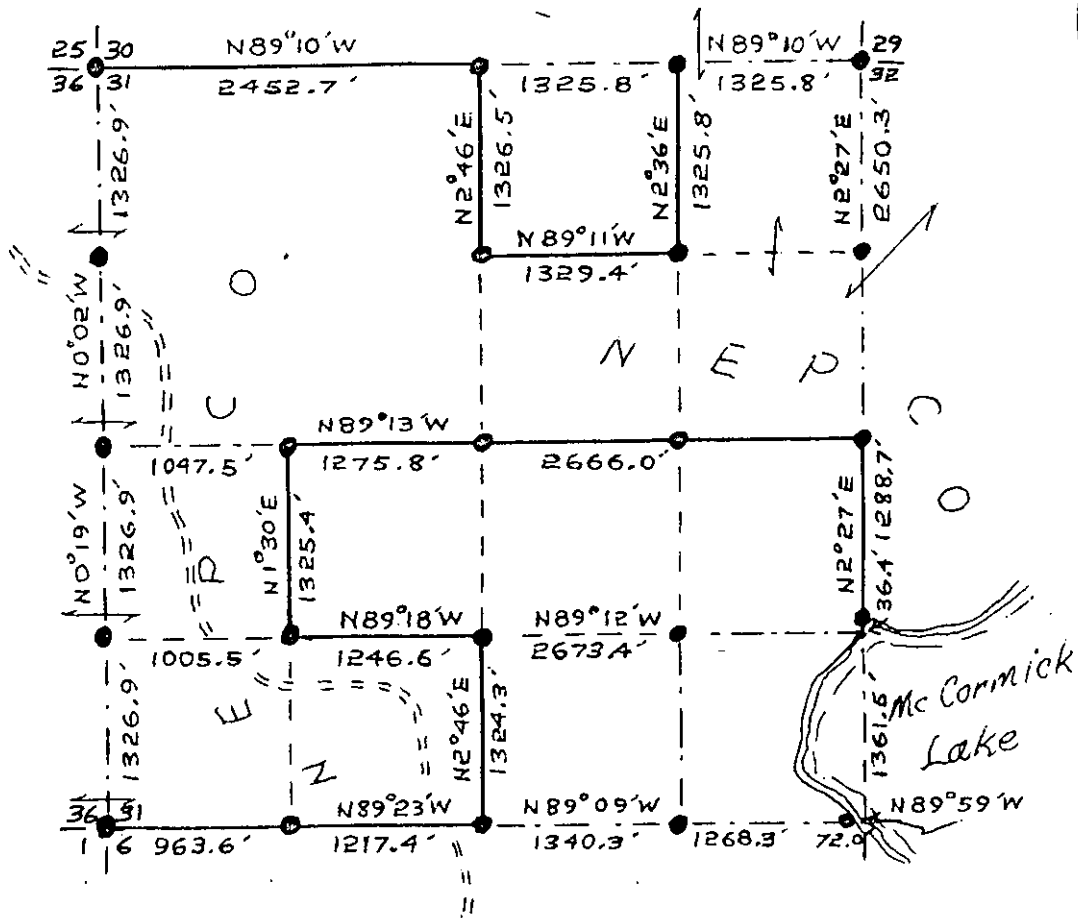 25 30
36 31
N89°10'W
2452.7'
1325.8'
N89°10'W
1325.8'
29
32
1326.9'
N2°46'E
1326.5'
N2°36'E
1325.8'
N2°27'E
2650.3'
N89°11'W
1329.4'
N0°02'W
1326.9'
NEPCO
NEPCO
N89°13'W
1047.5'
1275.8'
2666.0'
N0°19'W
1326.9'
N1°30'E
1325.4'
N2°27'E
1288.7'
36.4'
N89°18'W
N89°12'W
1005.5'
1246.6'
2673.4'
1326.9'
N2°46'E
1324.3'
1361.5'
McCormick
Lake
36 31
1 6
N89°23'W
N89°09'W
N89°59'W
963.6'
1217.4'
1340.3'
1268.3'
72.0